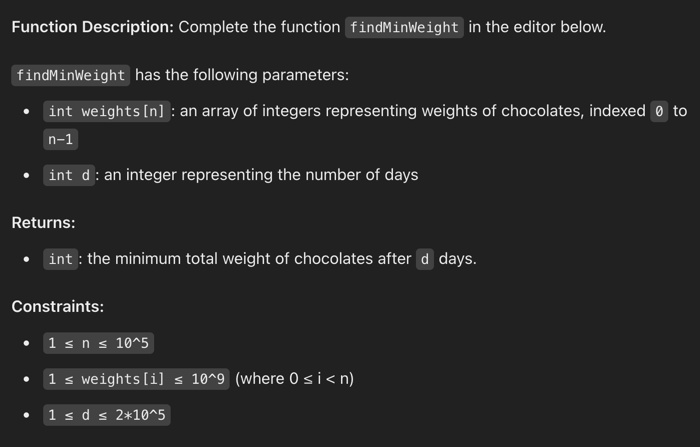 Function Description: Complete the function findMinWeight in the editor below.
findMinWeight has the following parameters:
• int weights[n]: an array of integers representing weights of chocolates, indexed 0 to
n-1
• int d: an integer representing the number of days
Returns:
• int: the minimum total weight of chocolates after d days.
Constraints:
• 1 ≤ n ≤ 10^5
• 1 ≤ weights[i] ≤ 10^9 (where 0 ≤ i < n)
• 1 ≤ d ≤ 2*10^5